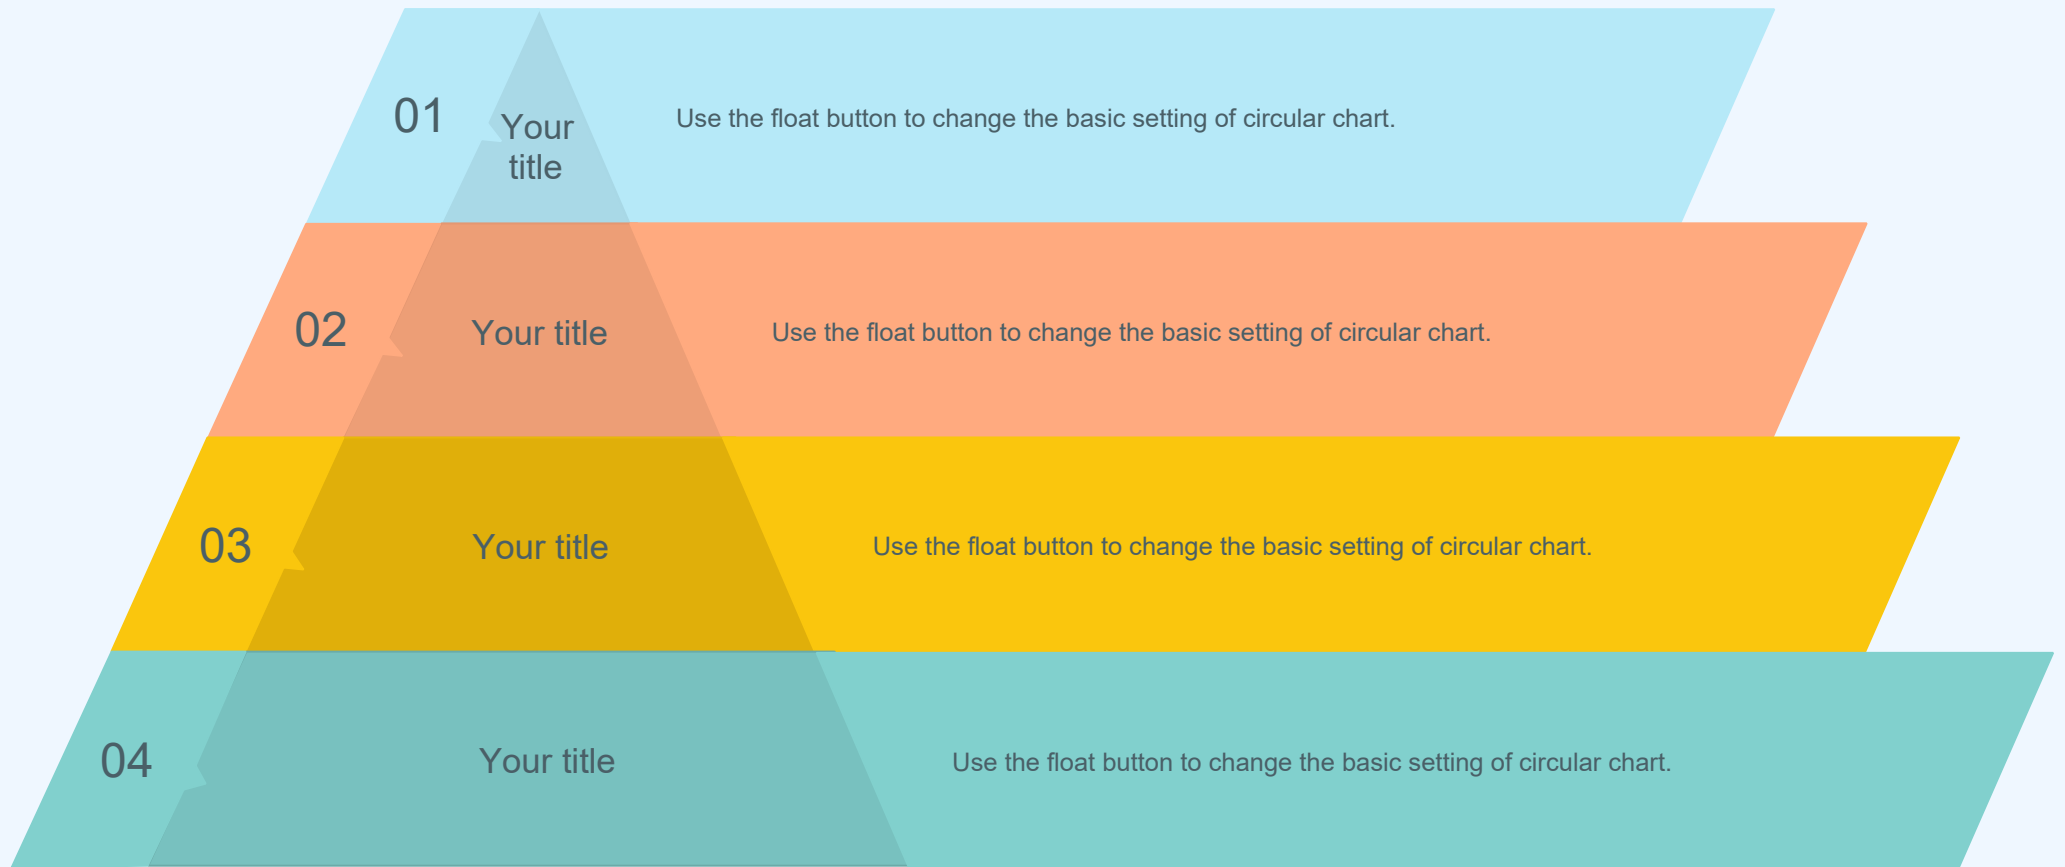 01
Your
title
Use the float button to change the basic setting of circular chart.
02
Your title
Use the float button to change the basic setting of circular chart.
03
Your title
Use the float button to change the basic setting of circular chart.
04
Your title
Use the float button to change the basic setting of circular chart.